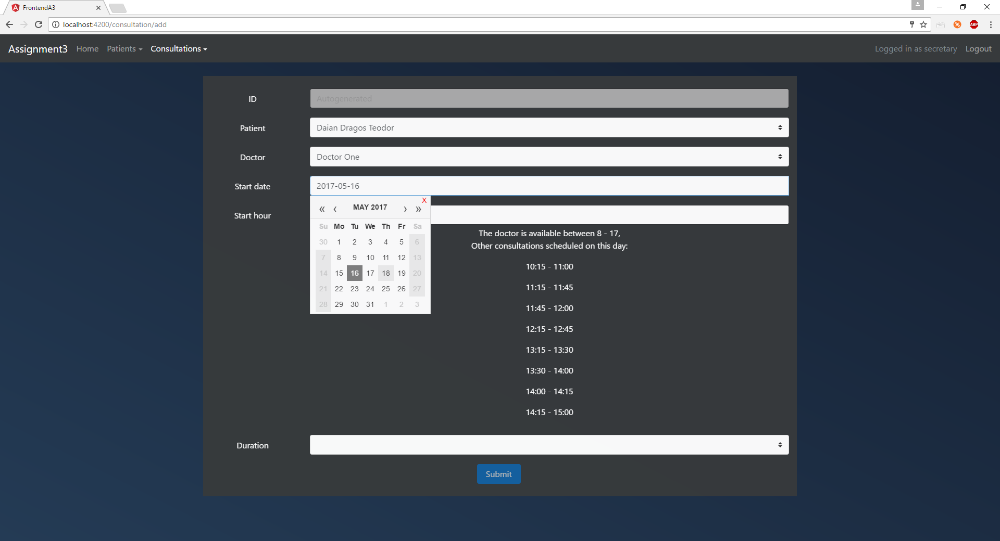 FrontendA3
localhost:4200/consultation/add
ABP
Assignment3 Home Patients Consultations Logged in as secretary Logout
ID Autogenerated
Patient Daian Dragos Teodor
Doctor Doctor One
Start date 2017-05-16
X
« ‹ MAY 2017 › »
Start hour
Su Mo Tu We Th Fr Sa
30 1 2 3 4 5 6
7 8 9 10 11 12 13
14 15 16 17 18 19 20
21 22 23 24 25 26 27
28 29 30 31 1 2 3
The doctor is available between 8 - 17,
Other consultations scheduled on this day:
10:15 - 11:00
11:15 - 11:45
11:45 - 12:00
12:15 - 12:45
13:15 - 13:30
13:30 - 14:00
14:00 - 14:15
14:15 - 15:00
Duration
Submit